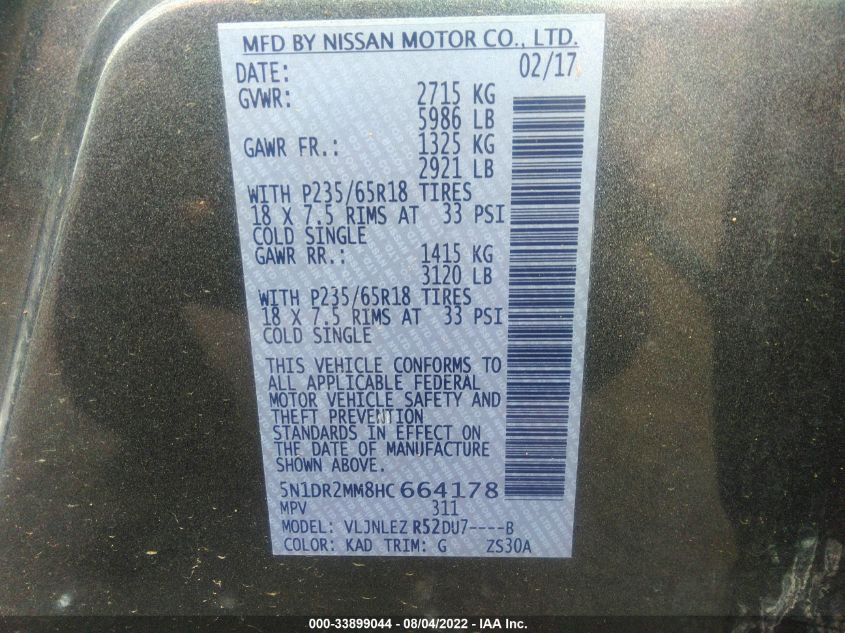 MFD BY NISSAN MOTOR CO., LTD.
DATE: 02/17
GVWR: 2715 KG
5986 LB
GAWR FR.: 1325 KG
2921 LB
WITH P235/65R18 TIRES
18 X 7.5 RIMS AT 33 PSI
COLD SINGLE
GAWR RR.: 1415 KG
3120 LB
WITH P235/65R18 TIRES
18 X 7.5 RIMS AT 33 PSI
COLD SINGLE
THIS VEHICLE CONFORMS TO
ALL APPLICABLE FEDERAL
MOTOR VEHICLE SAFETY AND
THEFT PREVENTION
STANDARDS IN EFFECT ON
THE DATE OF MANUFACTURE
SHOWN ABOVE.
5N1DR2MM8HC664178
MPV 311
MODEL: VLJNLEZ R52DU7----B
COLOR: KAD TRIM: G ZS30A
000-33899044 - 08/04/2022 - IAA Inc.